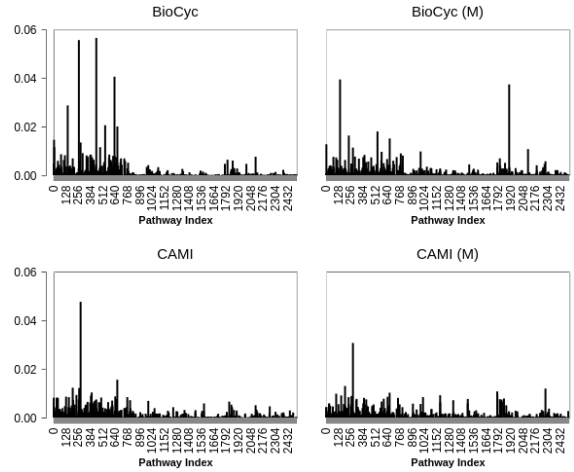 BioCyc
BioCyc (M)
0.06
0.04
0.02
0.00
0 128 256 384 512 640 768 896 1024 1152 1280 1408 1536 1664 1792 1920 2048 2176 2304 2432
0 128 256 384 512 640 768 896 1024 1152 1280 1408 1536 1664 1792 1920 2048 2176 2304 2432
Pathway Index
Pathway Index
CAMI
CAMI (M)
0.06
0.04
0.02
0.00
0 128 256 384 512 640 768 896 1024 1152 1280 1408 1536 1664 1792 1920 2048 2176 2304 2432
0 128 256 384 512 640 768 896 1024 1152 1280 1408 1536 1664 1792 1920 2048 2176 2304 2432
Pathway Index
Pathway Index